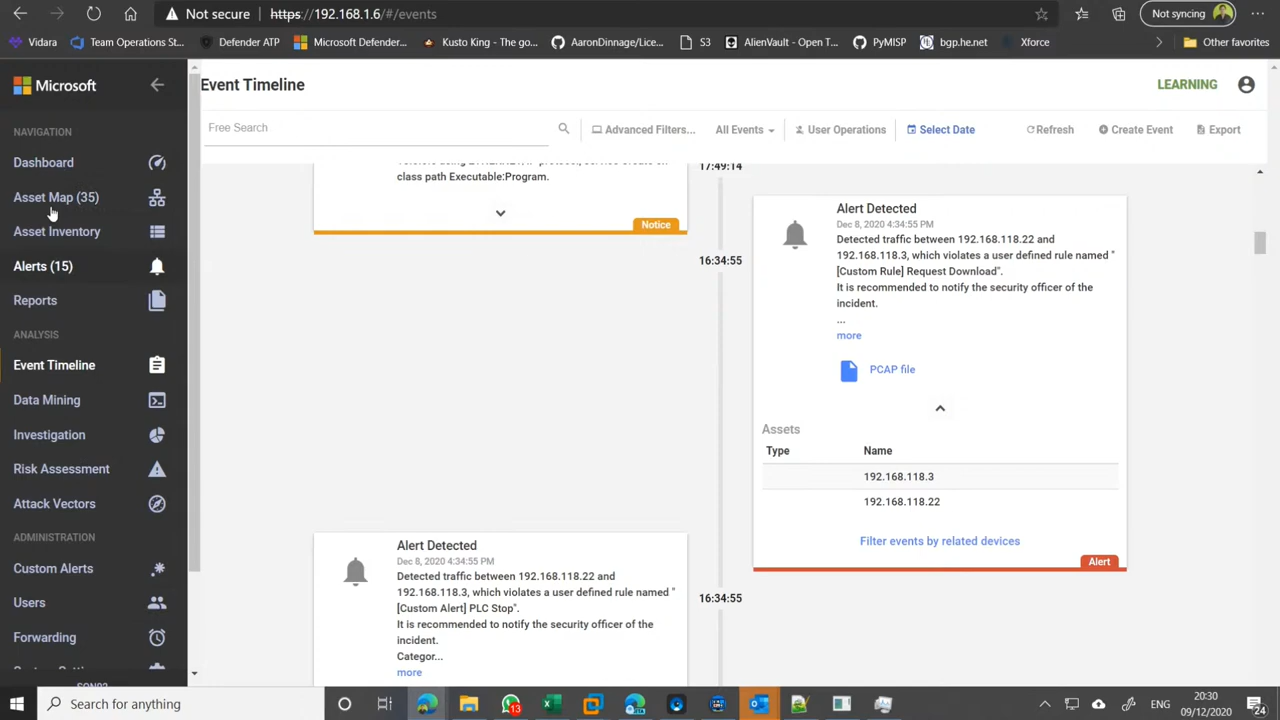 Not secure https://192.168.1.6/#/events Not syncing
Vidara Team Operations St... Defender ATP Microsoft Defender... Kusto King - The go... AaronDinnage/Lice... S3 AlienVault - Open T... PyMISP bgp.he.net Xforce Other favorites
Microsoft
NAVIGATION
Dashboard
Asset Map (35)
Asset Inventory
Alerts (15)
Reports
ANALYSIS
Event Timeline
Data Mining
Investigation
Risk Assessment
Attack Vectors
ADMINISTRATION
Custom Alerts
Users
Forwarding
Event Timeline
LEARNING
Free Search
Advanced Filters...
All Events
User Operations
Select Date
Refresh
Create Event
Export
class path Executable:Program.
Notice
17:49:14
16:34:55
Alert Detected
Dec 8, 2020 4:34:55 PM
Detected traffic between 192.168.118.22 and
192.168.118.3, which violates a user defined rule named "
[Custom Rule] Request Download".
It is recommended to notify the security officer of the
incident.
...
more
PCAP file
Assets
Type Name
192.168.118.3
192.168.118.22
Filter events by related devices
Alert
Alert Detected
Dec 8, 2020 4:34:55 PM
Detected traffic between 192.168.118.22 and
192.168.118.3, which violates a user defined rule named "
[Custom Alert] PLC Stop".
It is recommended to notify the security officer of the
incident.
Categor...
more
16:34:55
Search for anything
13
BETA
ENG
20:30
09/12/2020
24